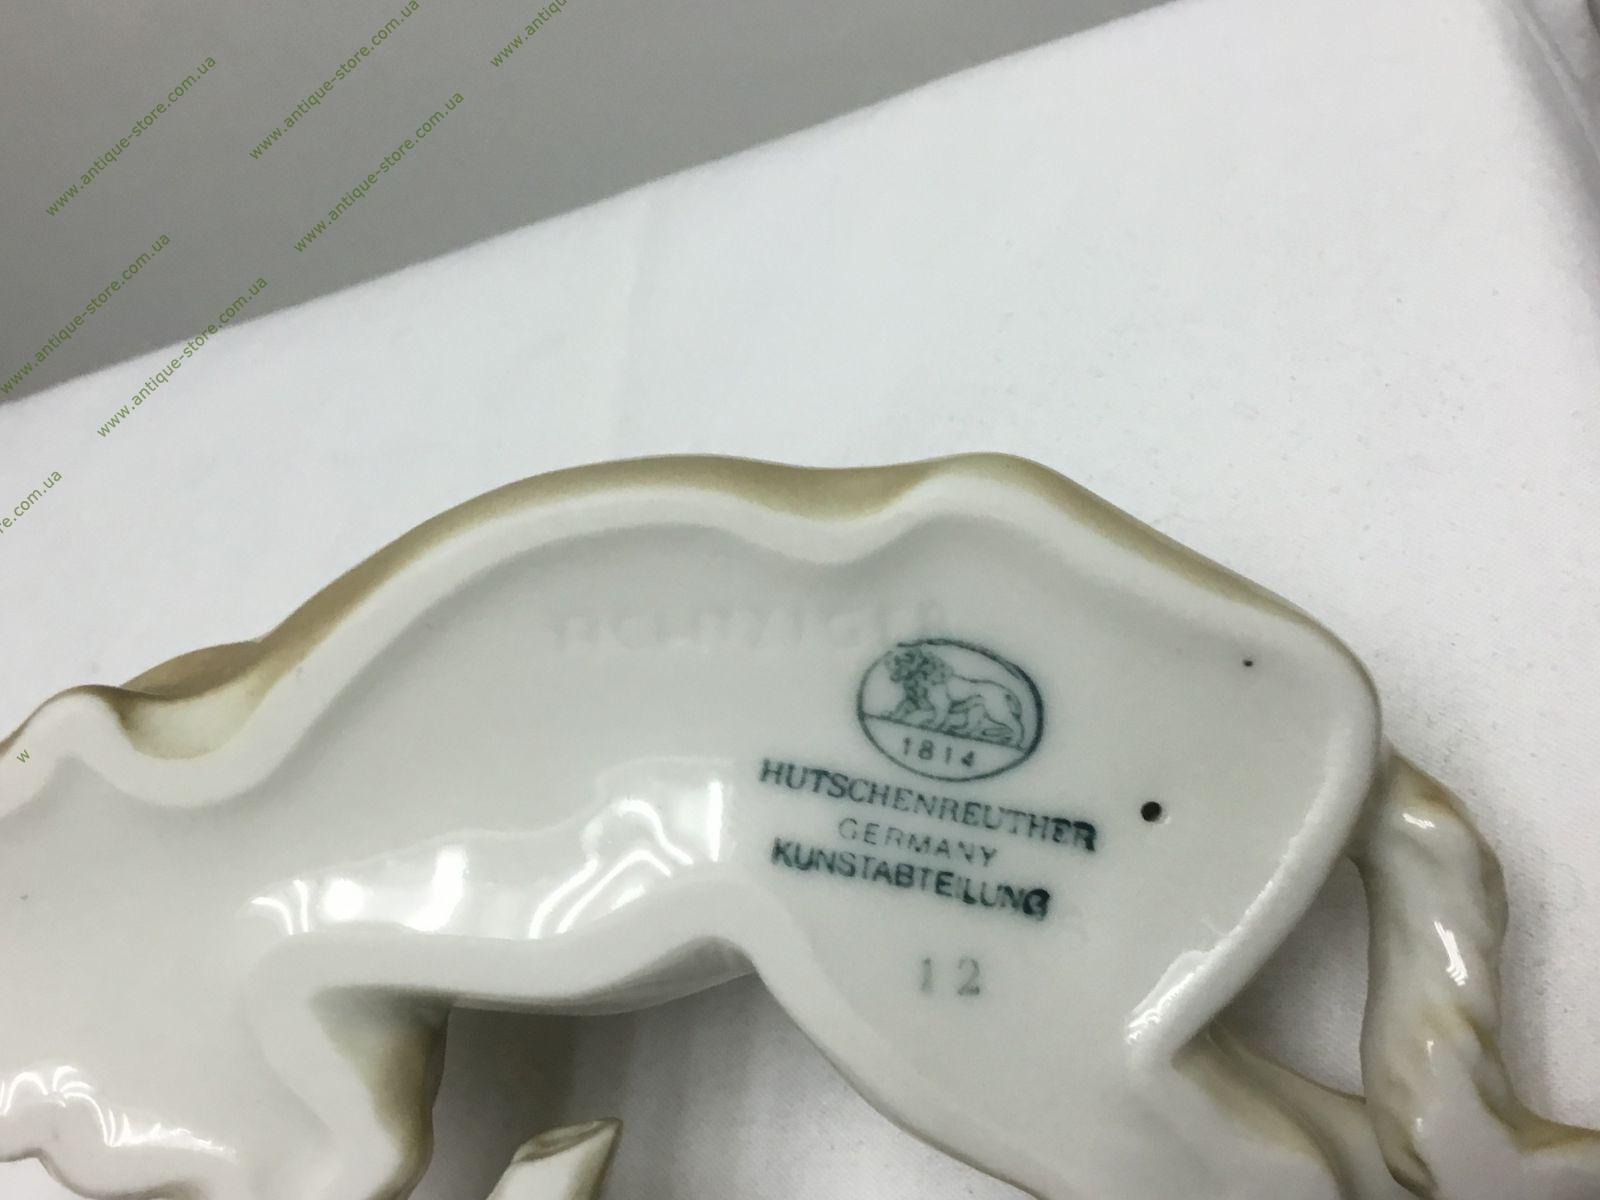 www.antique-store.com.ua
www.antique-store.com.ua
www.antique-store.com.ua
www.antique-store.com.ua
www.antique-store.com.ua
www.antique-store.com.ua
www.antiqu
re.com.ua
w
1814
HUTSCHENREUTHER
GERMANY
KUNSTABTEILUNG
12